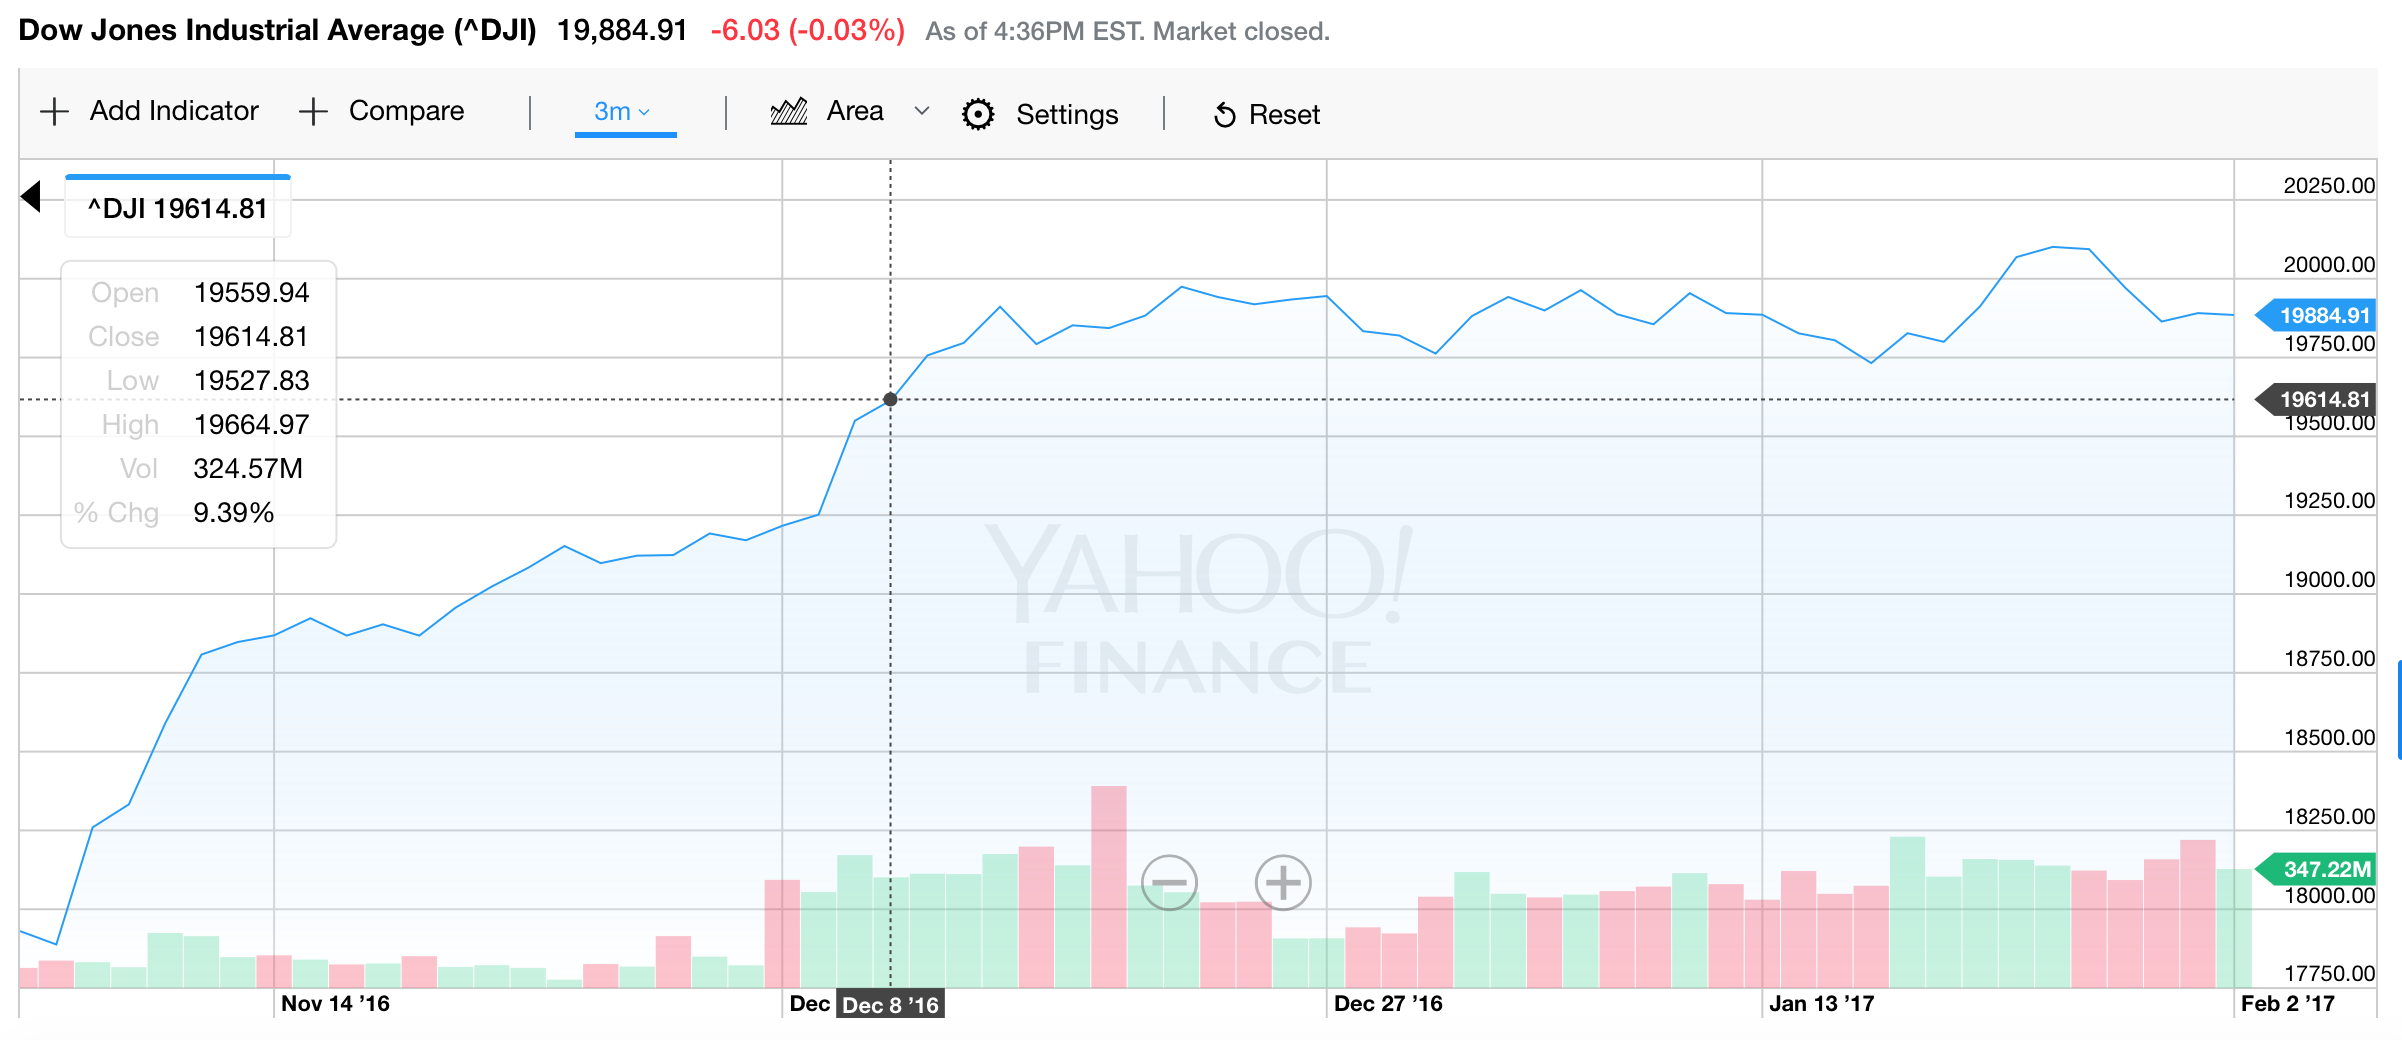 Dow Jones Industrial Average (^DJI) 19,884.91 -6.03 (-0.03%) As of 4:36PM EST. Market closed.
Add Indicator Compare 3m Area Settings Reset
^DJI 19614.81
Open 19559.94
Close 19614.81
Low 19527.83
High 19664.97
Vol 324.57M
% Chg 9.39%
20250.00
20000.00
19884.91
19750.00
19614.81
19500.00
19250.00
19000.00
18750.00
18500.00
18250.00
347.22M
18000.00
17750.00
YAHOO!
FINANCE
Nov 14 ’16 Dec Dec 8 ’16 Dec 27 ’16 Jan 13 ’17 Feb 2 ’17